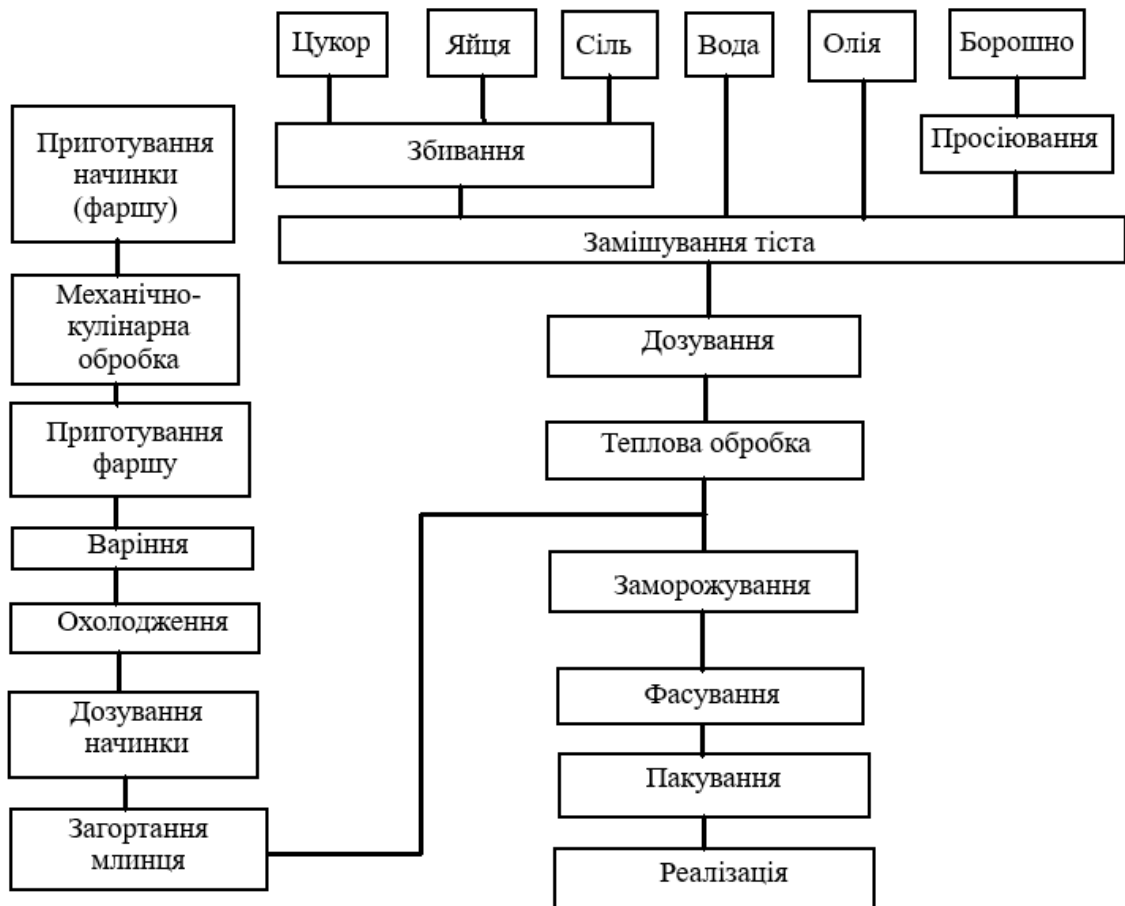 Цукор
Яйця
Сіль
Вода
Олія
Борошно
Збивання
Просіювання
Замішування тіста
Дозування
Теплова обробка
Приготування
начинки
(фаршу)
Механічно-
кулінарна
обробка
Приготування
фаршу
Варіння
Охолодження
Дозування
начинки
Загортання
млинця
Заморожування
Фасування
Пакування
Реалізація